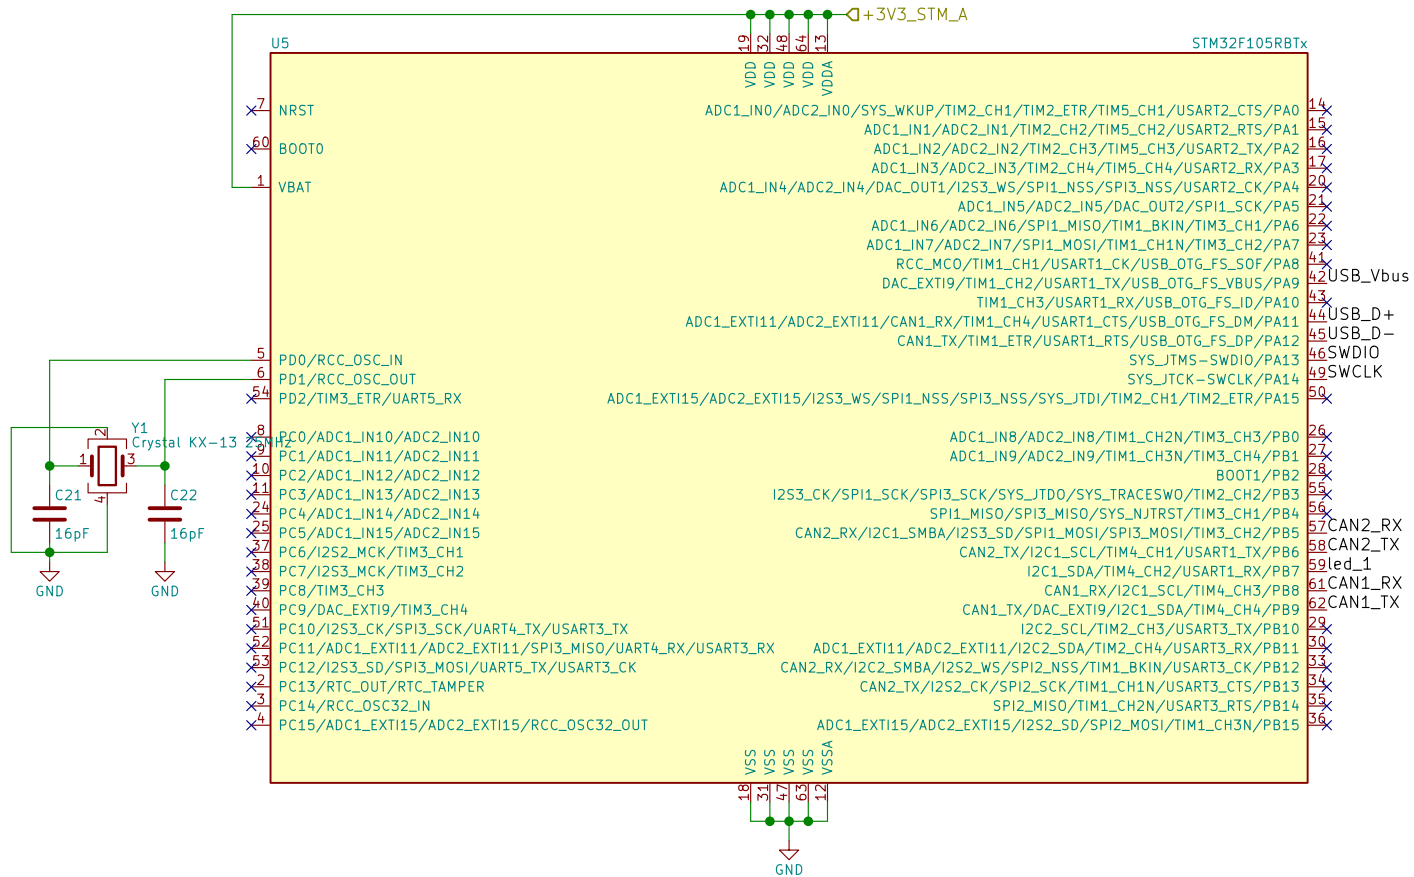 +3V3_STM_A
U5
STM32F105RBTx
19
32
48
64
13
VDD
VDD
VDD
VDD
VDDA
7
NRST
60
BOOT0
1
VBAT
5
PD0/RCC_OSC_IN
6
PD1/RCC_OSC_OUT
54
PD2/TIM3_ETR/UART5_RX
8
PC0/ADC1_IN10/ADC2_IN10
9
PC1/ADC1_IN11/ADC2_IN11
10
PC2/ADC1_IN12/ADC2_IN12
11
PC3/ADC1_IN13/ADC2_IN13
24
PC4/ADC1_IN14/ADC2_IN14
25
PC5/ADC1_IN15/ADC2_IN15
37
PC6/I2S2_MCK/TIM3_CH1
38
PC7/I2S3_MCK/TIM3_CH2
39
PC8/TIM3_CH3
40
PC9/DAC_EXTI9/TIM3_CH4
51
PC10/I2S3_CK/SPI3_SCK/UART4_TX/USART3_TX
52
PC11/ADC1_EXTI11/ADC2_EXTI11/SPI3_MISO/UART4_RX/USART3_RX
53
PC12/I2S3_SD/SPI3_MOSI/UART5_TX/USART3_CK
2
PC13/RTC_OUT/RTC_TAMPER
3
PC14/RCC_OSC32_IN
4
PC15/ADC1_EXTI15/ADC2_EXTI15/RCC_OSC32_OUT
ADC1_IN0/ADC2_IN0/SYS_WKUP/TIM2_CH1/TIM2_ETR/TIM5_CH1/USART2_CTS/PA0
14
ADC1_IN1/ADC2_IN1/TIM2_CH2/TIM5_CH2/USART2_RTS/PA1
15
ADC1_IN2/ADC2_IN2/TIM2_CH3/TIM5_CH3/USART2_TX/PA2
16
ADC1_IN3/ADC2_IN3/TIM2_CH4/TIM5_CH4/USART2_RX/PA3
17
ADC1_IN4/ADC2_IN4/DAC_OUT1/I2S3_WS/SPI1_NSS/SPI3_NSS/USART2_CK/PA4
20
ADC1_IN5/ADC2_IN5/DAC_OUT2/SPI1_SCK/PA5
21
ADC1_IN6/ADC2_IN6/SPI1_MISO/TIM1_BKIN/TIM3_CH1/PA6
22
ADC1_IN7/ADC2_IN7/SPI1_MOSI/TIM1_CH1N/TIM3_CH2/PA7
23
RCC_MCO/TIM1_CH1/USART1_CK/USB_OTG_FS_SOF/PA8
41
DAC_EXTI9/TIM1_CH2/USART1_TX/USB_OTG_FS_VBUS/PA9
42
USB_Vbus
TIM1_CH3/USART1_RX/USB_OTG_FS_ID/PA10
43
ADC1_EXTI11/ADC2_EXTI11/CAN1_RX/TIM1_CH4/USART1_CTS/USB_OTG_FS_DM/PA11
44
USB_D+
CAN1_TX/TIM1_ETR/USART1_RTS/USB_OTG_FS_DP/PA12
45
USB_D-
SYS_JTMS-SWDIO/PA13
46
SWDIO
SYS_JTCK-SWCLK/PA14
49
SWCLK
ADC1_EXTI15/ADC2_EXTI15/I2S3_WS/SPI1_NSS/SPI3_NSS/SYS_JTDI/TIM2_CH1/TIM2_ETR/PA15
50
ADC1_IN8/ADC2_IN8/TIM1_CH2N/TIM3_CH3/PB0
26
ADC1_IN9/ADC2_IN9/TIM1_CH3N/TIM3_CH4/PB1
27
BOOT1/PB2
28
I2S3_CK/SPI1_SCK/SPI3_SCK/SYS_JTDO/SYS_TRACESWO/TIM2_CH2/PB3
55
SPI1_MISO/SPI3_MISO/SYS_NJTRST/TIM3_CH1/PB4
56
CAN2_RX/I2C1_SMBA/I2S3_SD/SPI1_MOSI/SPI3_MOSI/TIM3_CH2/PB5
57
CAN2_RX
CAN2_TX/I2C1_SCL/TIM4_CH1/USART1_TX/PB6
58
CAN2_TX
I2C1_SDA/TIM4_CH2/USART1_RX/PB7
59
led_1
CAN1_RX/I2C1_SCL/TIM4_CH3/PB8
61
CAN1_RX
CAN1_TX/DAC_EXTI9/I2C1_SDA/TIM4_CH4/PB9
62
CAN1_TX
I2C2_SCL/TIM2_CH3/USART3_TX/PB10
29
ADC1_EXTI11/ADC2_EXTI11/I2C2_SDA/TIM2_CH4/USART3_RX/PB11
30
CAN2_RX/I2C2_SMBA/I2S2_WS/SPI2_NSS/TIM1_BKIN/USART3_CK/PB12
33
CAN2_TX/I2S2_CK/SPI2_SCK/TIM1_CH1N/USART3_CTS/PB13
34
SPI2_MISO/TIM1_CH2N/USART3_RTS/PB14
35
ADC1_EXTI15/ADC2_EXTI15/I2S2_SD/SPI2_MOSI/TIM1_CH3N/PB15
36
Y1
Crystal KX-13 25MHz
2
1
3
4
C21
16pF
C22
16pF
GND
GND
VSS
VSS
VSS
VSS
VSSA
18
31
47
63
12
GND